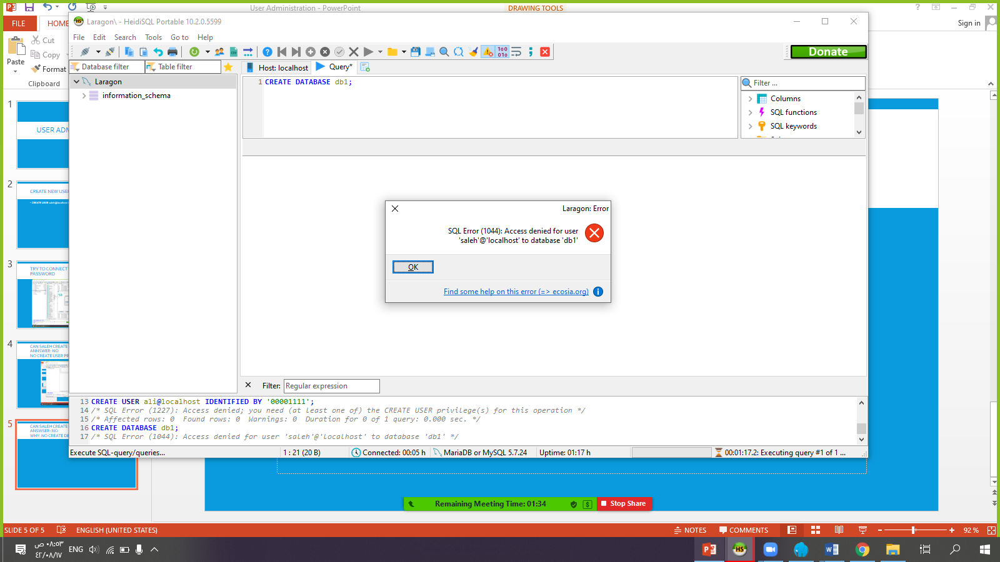 User Administration - PowerPoint
DRAWING TOOLS
FILE
HOME
Sign in
Cut
Copy
Format
Paste
Clipboard
Laragon\ - HeidiSQL Portable 10.2.0.5599
File Edit Search Tools Go to Help
Donate
Database filter
Table filter
Host: localhost
Query*
Laragon
information_schema
1 CREATE DATABASE db1;
Filter ...
Columns
SQL functions
SQL keywords
1
USER ADM
2
CREATE NEW USER
• CREATE USER saleh@localhost
3
TRY TO CONNECT
PASSWORD
4
CAN SALEH CREATE
ANNSWER: NO
NO CREATE USER PR
5
CAN SALEH CREATE
ANSWSER: NO
WHY: NO CREATE DE
Laragon: Error
SQL Error (1044): Access denied for user
'saleh'@'localhost' to database 'db1'
OK
Find some help on this error (=> ecosia.org)
Filter:
Regular expression
13 CREATE USER ali@localhost IDENTIFIED BY '00001111';
14 /* SQL Error (1227): Access denied; you need (at least one of) the CREATE USER privilege(s) for this operation */
15 /* Affected rows: 0  Found rows: 0  Warnings: 0  Duration for 0 of 1 query: 0.000 sec. */
16 CREATE DATABASE db1;
17 /* SQL Error (1044): Access denied for user 'saleh'@'localhost' to database 'db1' */
Execute SQL-query/queries...
1 : 21 (20 B)
Connected: 00:05 h
MariaDB or MySQL 5.7.24
Uptime: 01:17 h
00:01:17.2: Executing query #1 of 1 ...
Remaining Meeting Time: 01:34
Stop Share
SLIDE 5 OF 5
ENGLISH (UNITED STATES)
NOTES
COMMENTS
92 %
٠٨:٥٣ ص
ENG
٤٢/٠٨/١٧